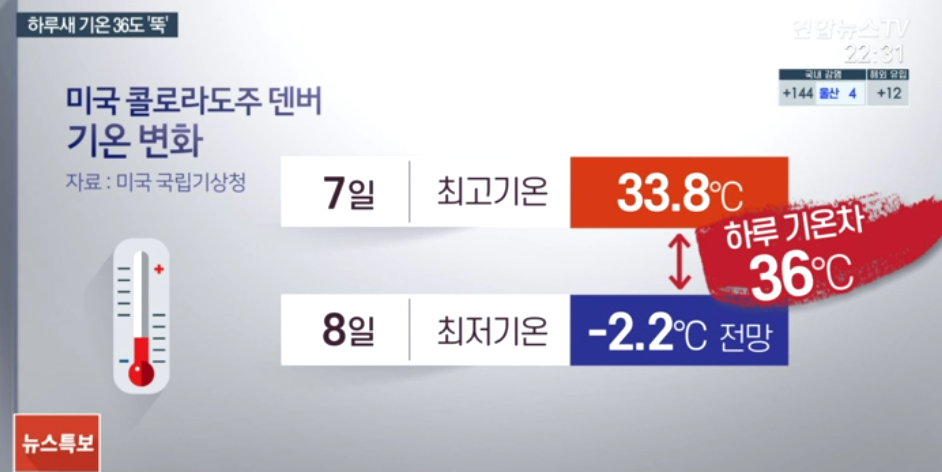 하루새 기온 36도 '뚝'
연합뉴스TV
22:31
국내 감염 해외 유입
+144 울산 4 +12
미국 콜로라도주 덴버
기온 변화
자료 : 미국 국립기상청
7일 최고기온 33.8℃
하루 기온차
36℃
8일 최저기온 -2.2℃ 전망
뉴스특보